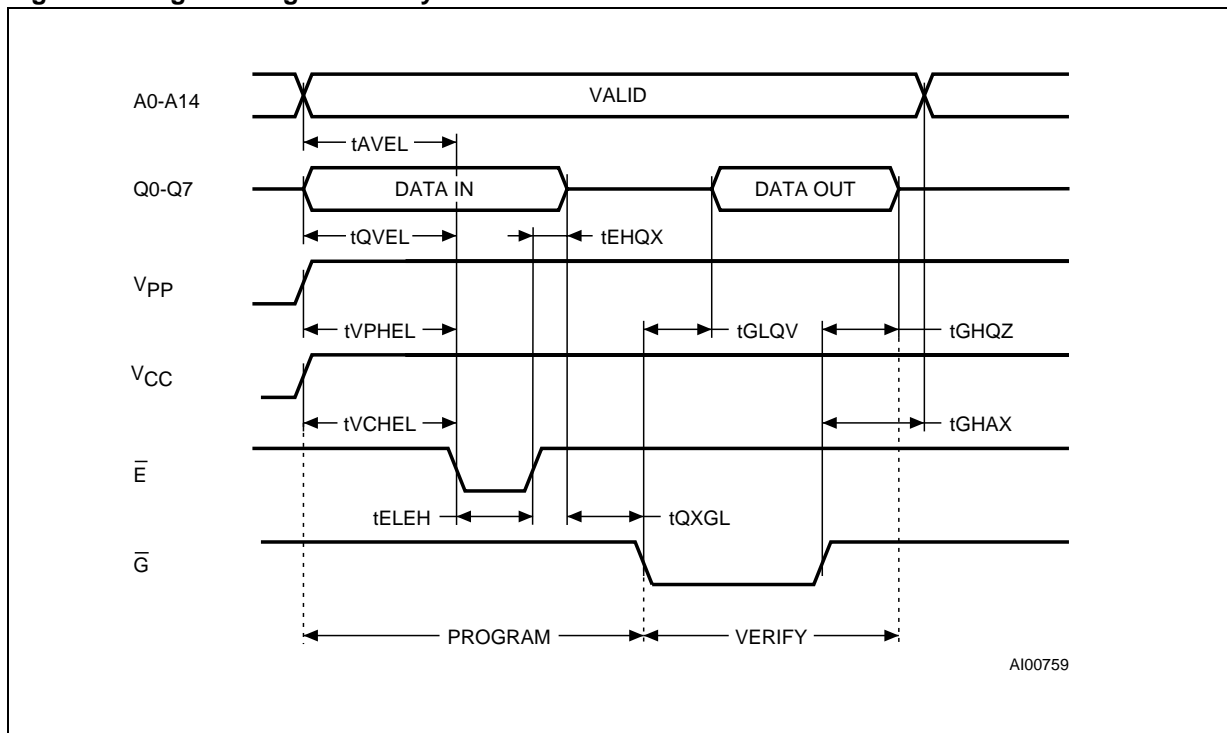 A0-A14
VALID
tAVEL
Q0-Q7
DATA IN
DATA OUT
tQVEL
tEHQX
VPP
tVPHEL
tGLQV
tGHQZ
VCC
tVCHEL
tGHAX
E̅
tELEH
tQXGL
G̅
PROGRAM
VERIFY
AI00759